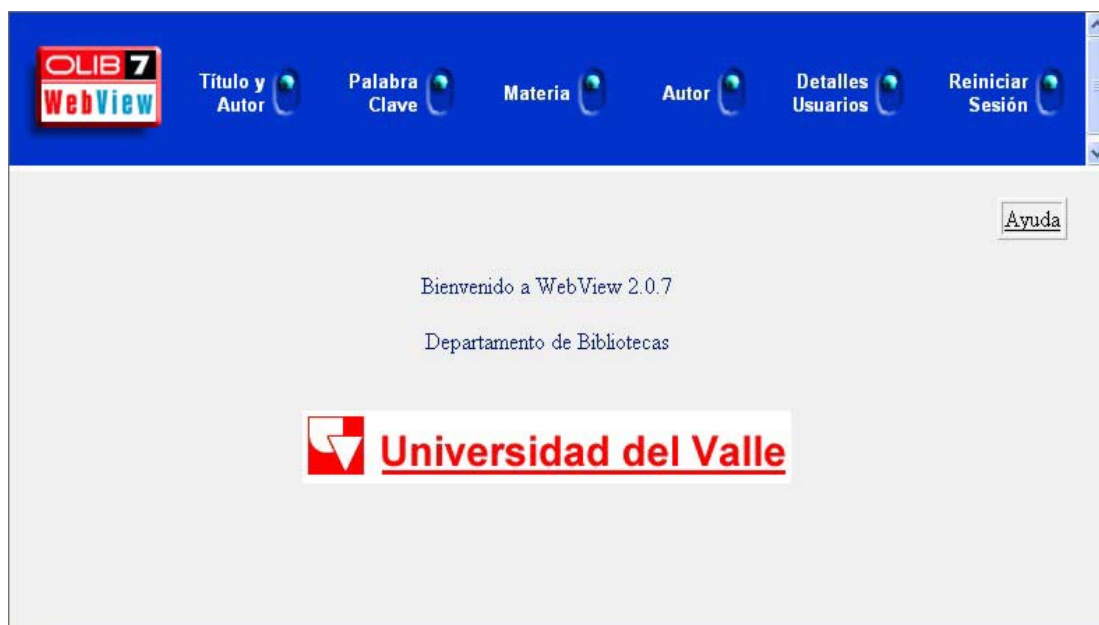 OLIB 7
WebView
Título y
Autor
Palabra
Clave
Materia
Autor
Detalles
Usuarios
Reiniciar
Sesión
Ayuda
Bienvenido a WebView 2.0.7
Departamento de Bibliotecas
Universidad del Valle